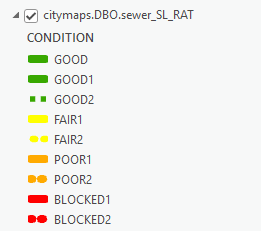 citymaps.DBO.sewer_SL_RAT
CONDITION
GOOD
GOOD1
GOOD2
FAIR1
FAIR2
POOR1
POOR2
BLOCKED1
BLOCKED2